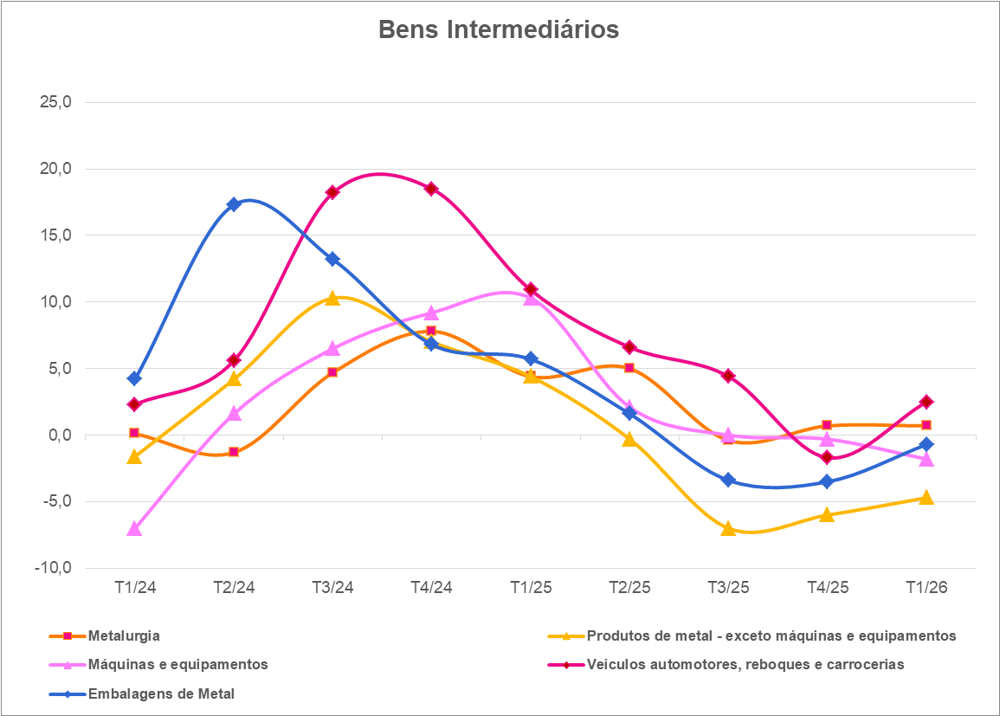 Bens Intermediários
25,0
20,0
15,0
10,0
5,0
0,0
-5,0
-10,0
T1/24 T2/24 T3/24 T4/24 T1/25 T2/25 T3/25 T4/25 T1/26
Metalurgia Produtos de metal - exceto máquinas e equipamentos
Máquinas e equipamentos Veículos automotores, reboques e carrocerias
Embalagens de Metal